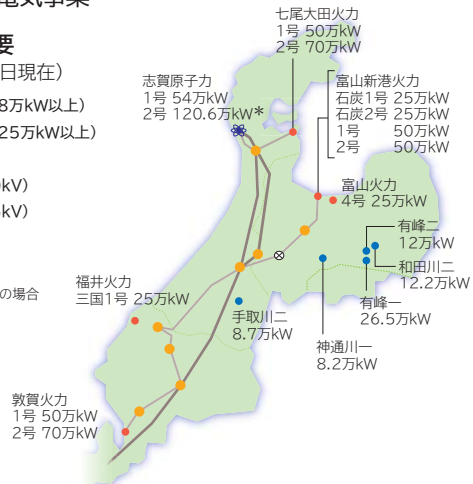 電気事業
要
日現在）
8万kW以上）
25万kW以上）
kV）
kV）
の場合
七尾大田火力
1号 50万kW
2号 70万kW
志賀原子力
1号 54万kW
2号 120.6万kW*
富山新港火力
石炭1号 25万kW
石炭2号 25万kW
1号 50万kW
2号 50万kW
富山火力
4号 25万kW
有峰二
12万kW
和田川二
12.2万kW
有峰一
26.5万kW
神通川一
8.2万kW
手取川二
8.7万kW
福井火力
三国1号 25万kW
敦賀火力
1号 50万kW
2号 70万kW